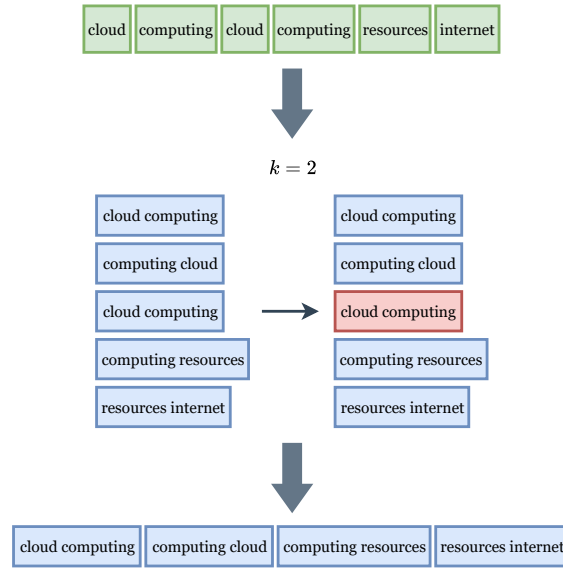 cloud computing cloud computing resources internet
k = 2
cloud computing cloud computing
computing cloud computing cloud
cloud computing cloud computing
computing resources computing resources
resources internet resources internet
cloud computing computing cloud computing resources resources internet